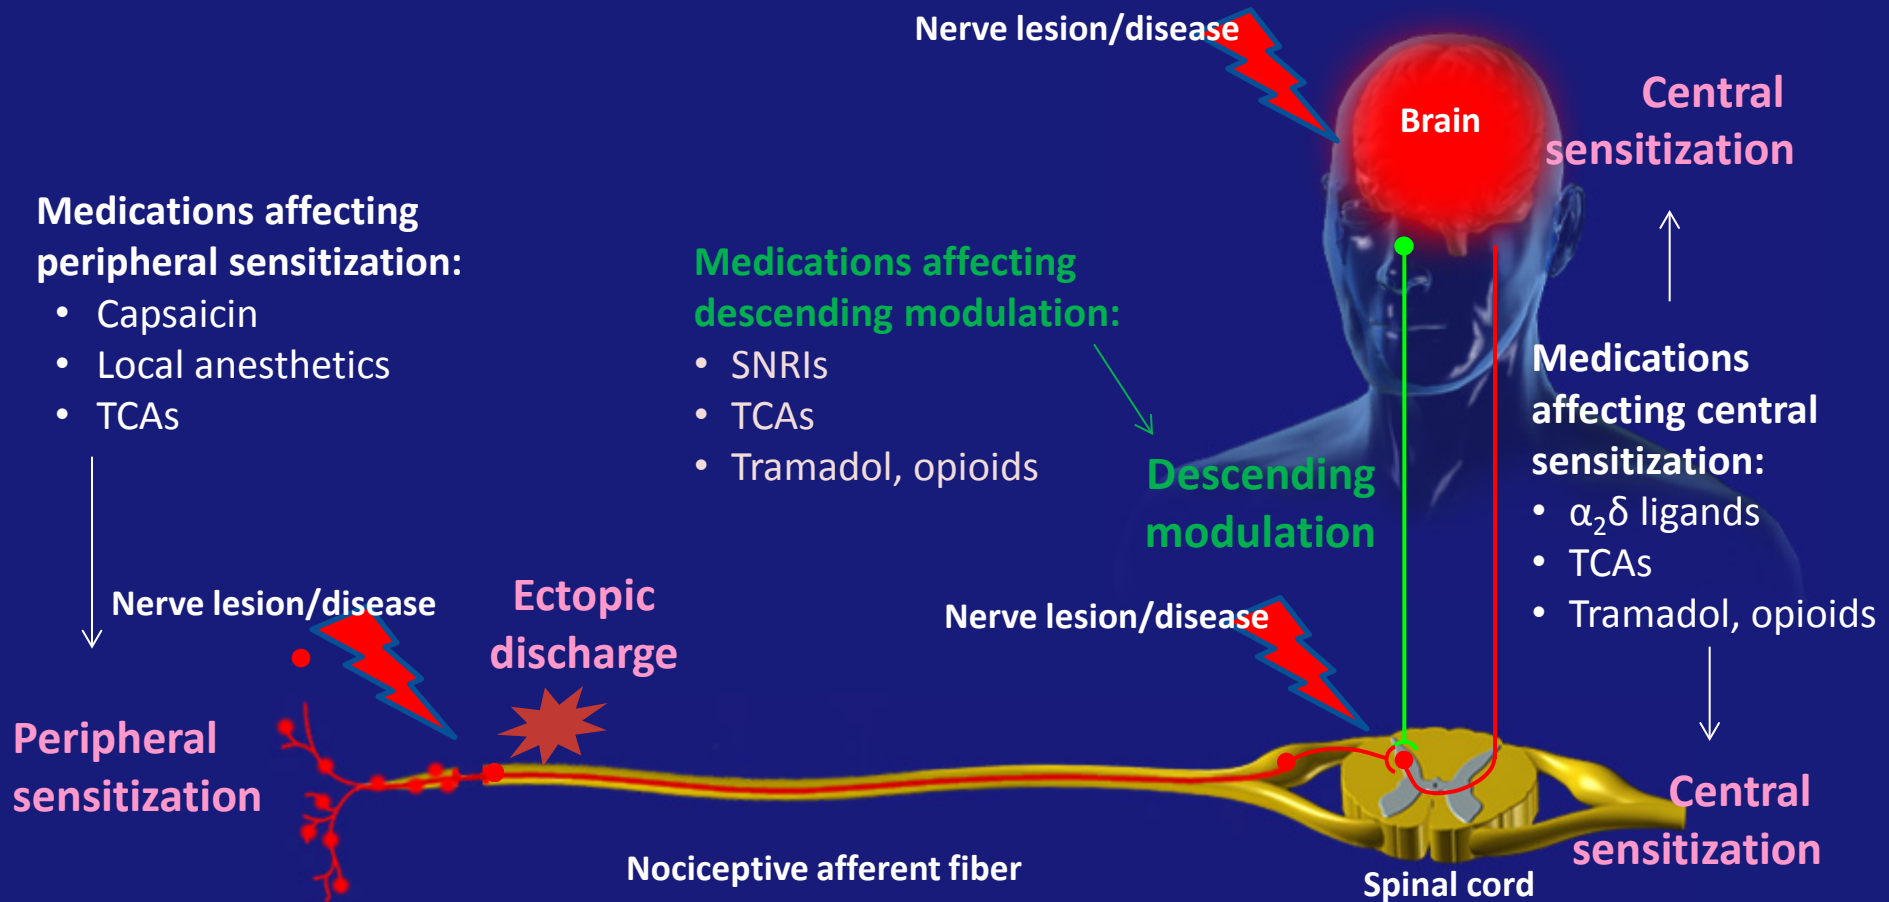 Nerve lesion/disease
Brain
Central
sensitization
Medications affecting
peripheral sensitization:
• Capsaicin
• Local anesthetics
• TCAs
Medications affecting
descending modulation:
• SNRIs
• TCAs
• Tramadol, opioids
Descending
modulation
Medications
affecting central
sensitization:
• α₂δ ligands
• TCAs
• Tramadol, opioids
Nerve lesion/disease
Ectopic
discharge
Nerve lesion/disease
Peripheral
sensitization
Central
sensitization
Nociceptive afferent fiber
Spinal cord